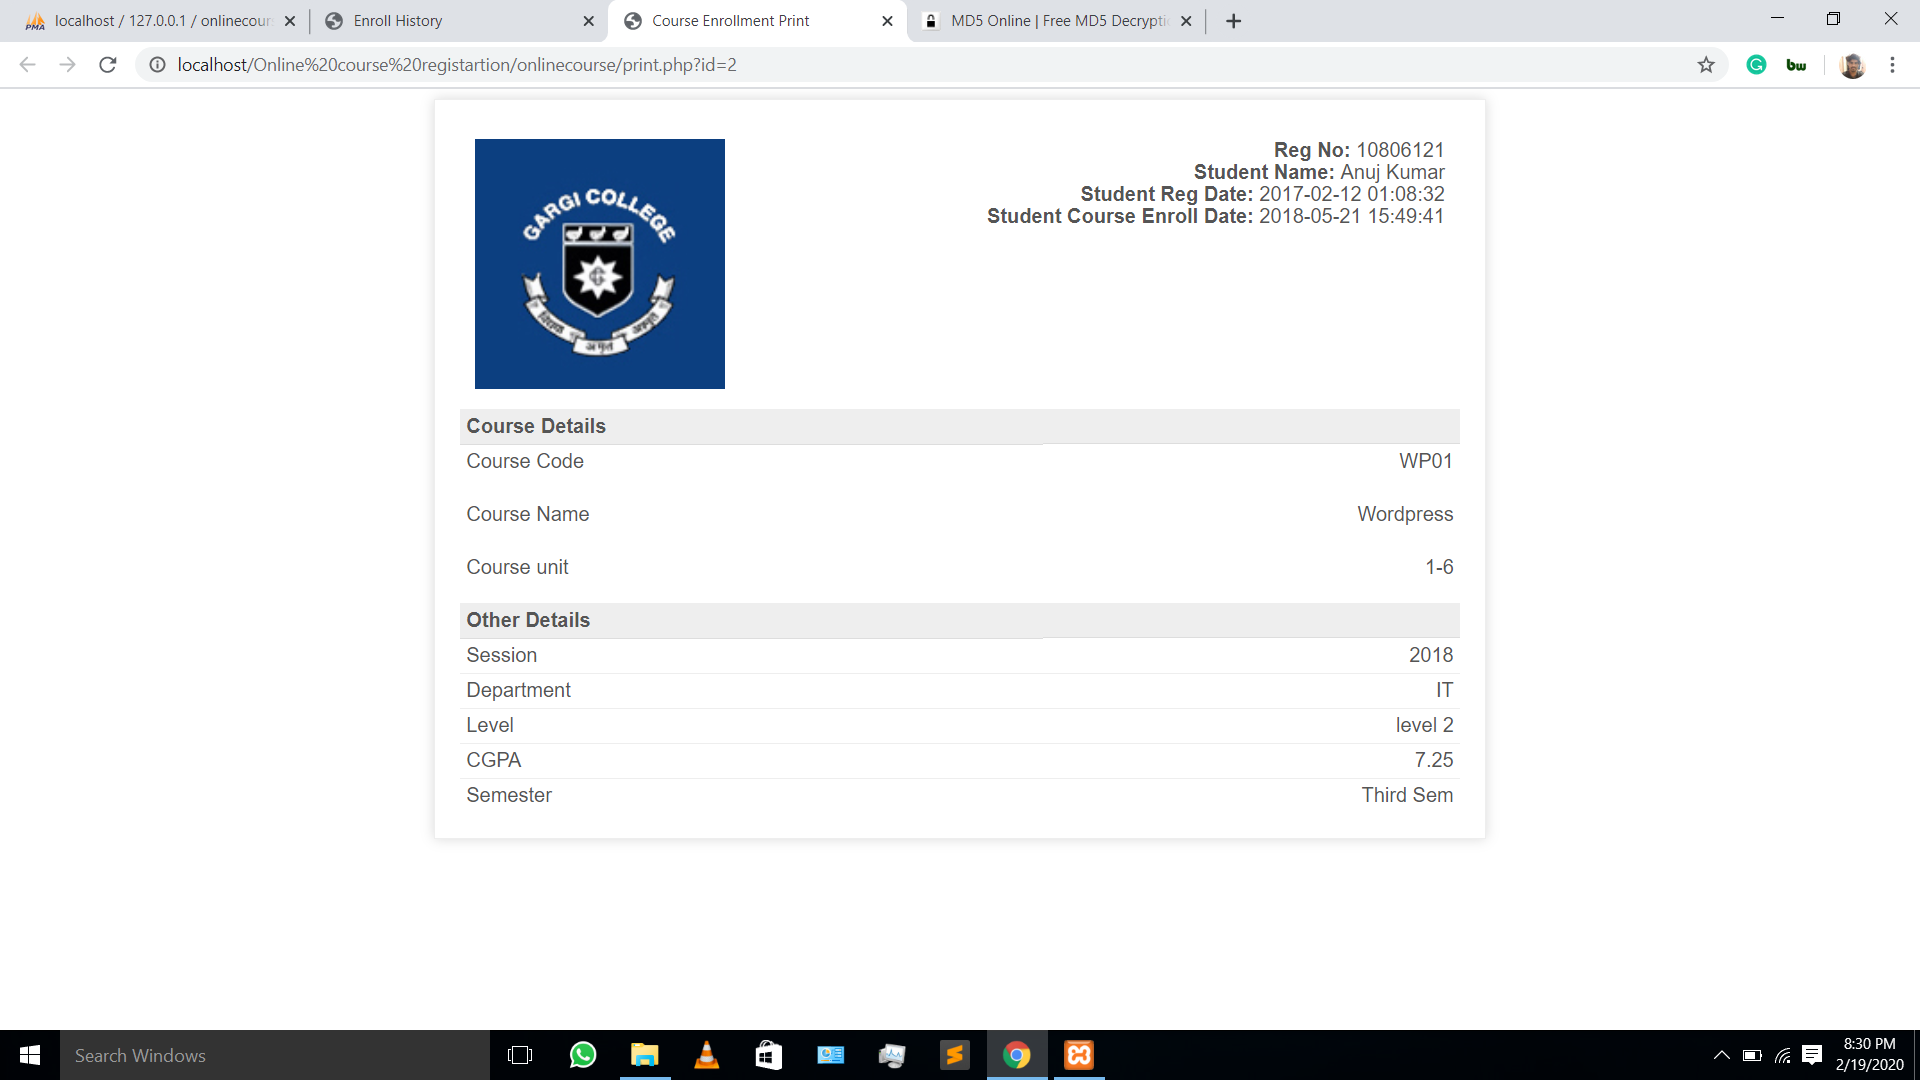 localhost / 127.0.0.1 / onlinecour
Enroll History
Course Enrollment Print
MD5 Online | Free MD5 Decrypti
localhost/Online%20course%20registartion/onlinecourse/print.php?id=2
bw
GARGI COLLEGE
Reg No: 10806121
Student Name: Anuj Kumar
Student Reg Date: 2017-02-12 01:08:32
Student Course Enroll Date: 2018-05-21 15:49:41
Course Details
Course Code WP01
Course Name Wordpress
Course unit 1-6
Other Details
Session 2018
Department IT
Level level 2
CGPA 7.25
Semester Third Sem
Search Windows
8:30 PM
2/19/2020